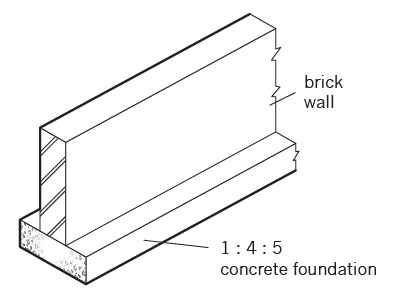 brick
wall
1 : 4 : 5
concrete foundation